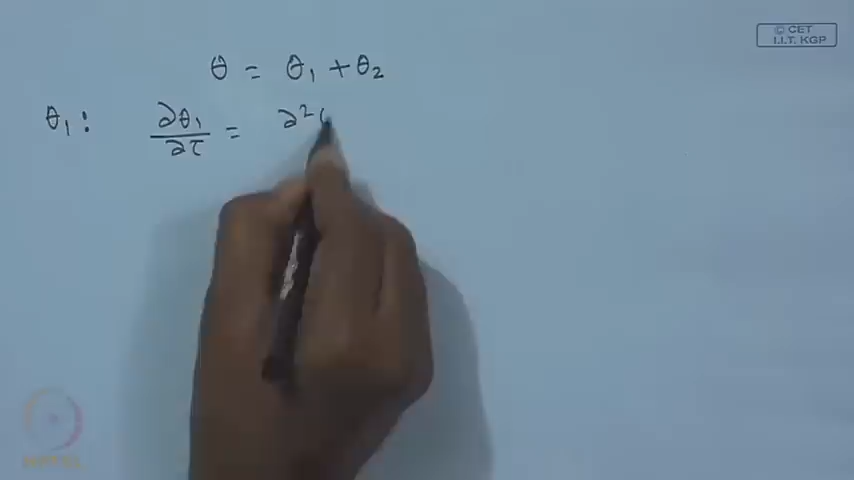 © CET
I.I.T. KGP
θ = θ₁ + θ₂
θ₁ : ∂θ₁/∂τ = ∂²